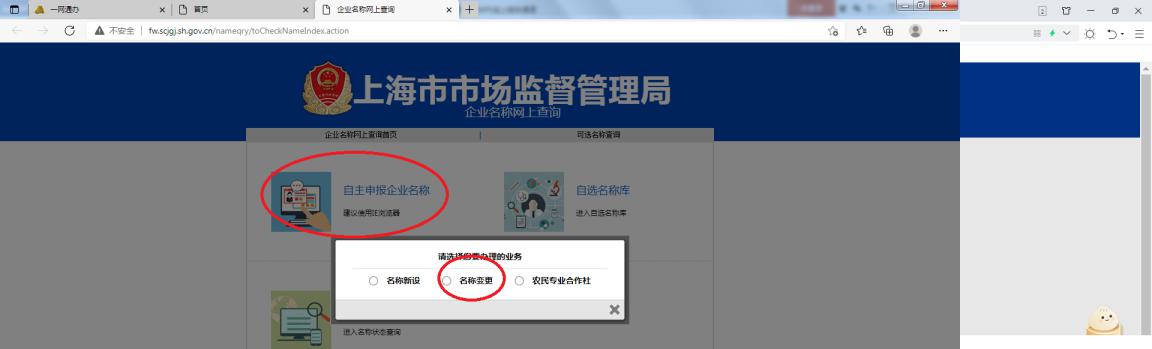 一网通办
首页
企业名称网上查询
不安全 | fw.scjgj.sh.gov.cn/nameqry/toCheckNameIndex.action
上海市市场监督管理局
企业名称网上查询
企业名称网上查询首页 | 可选名称查询
自主申报企业名称
建议使用IE浏览器
自选名称库
进入自选名称库
请选择您要办理的业务
名称新设
名称变更
农民专业合作社
进入名称状态查询